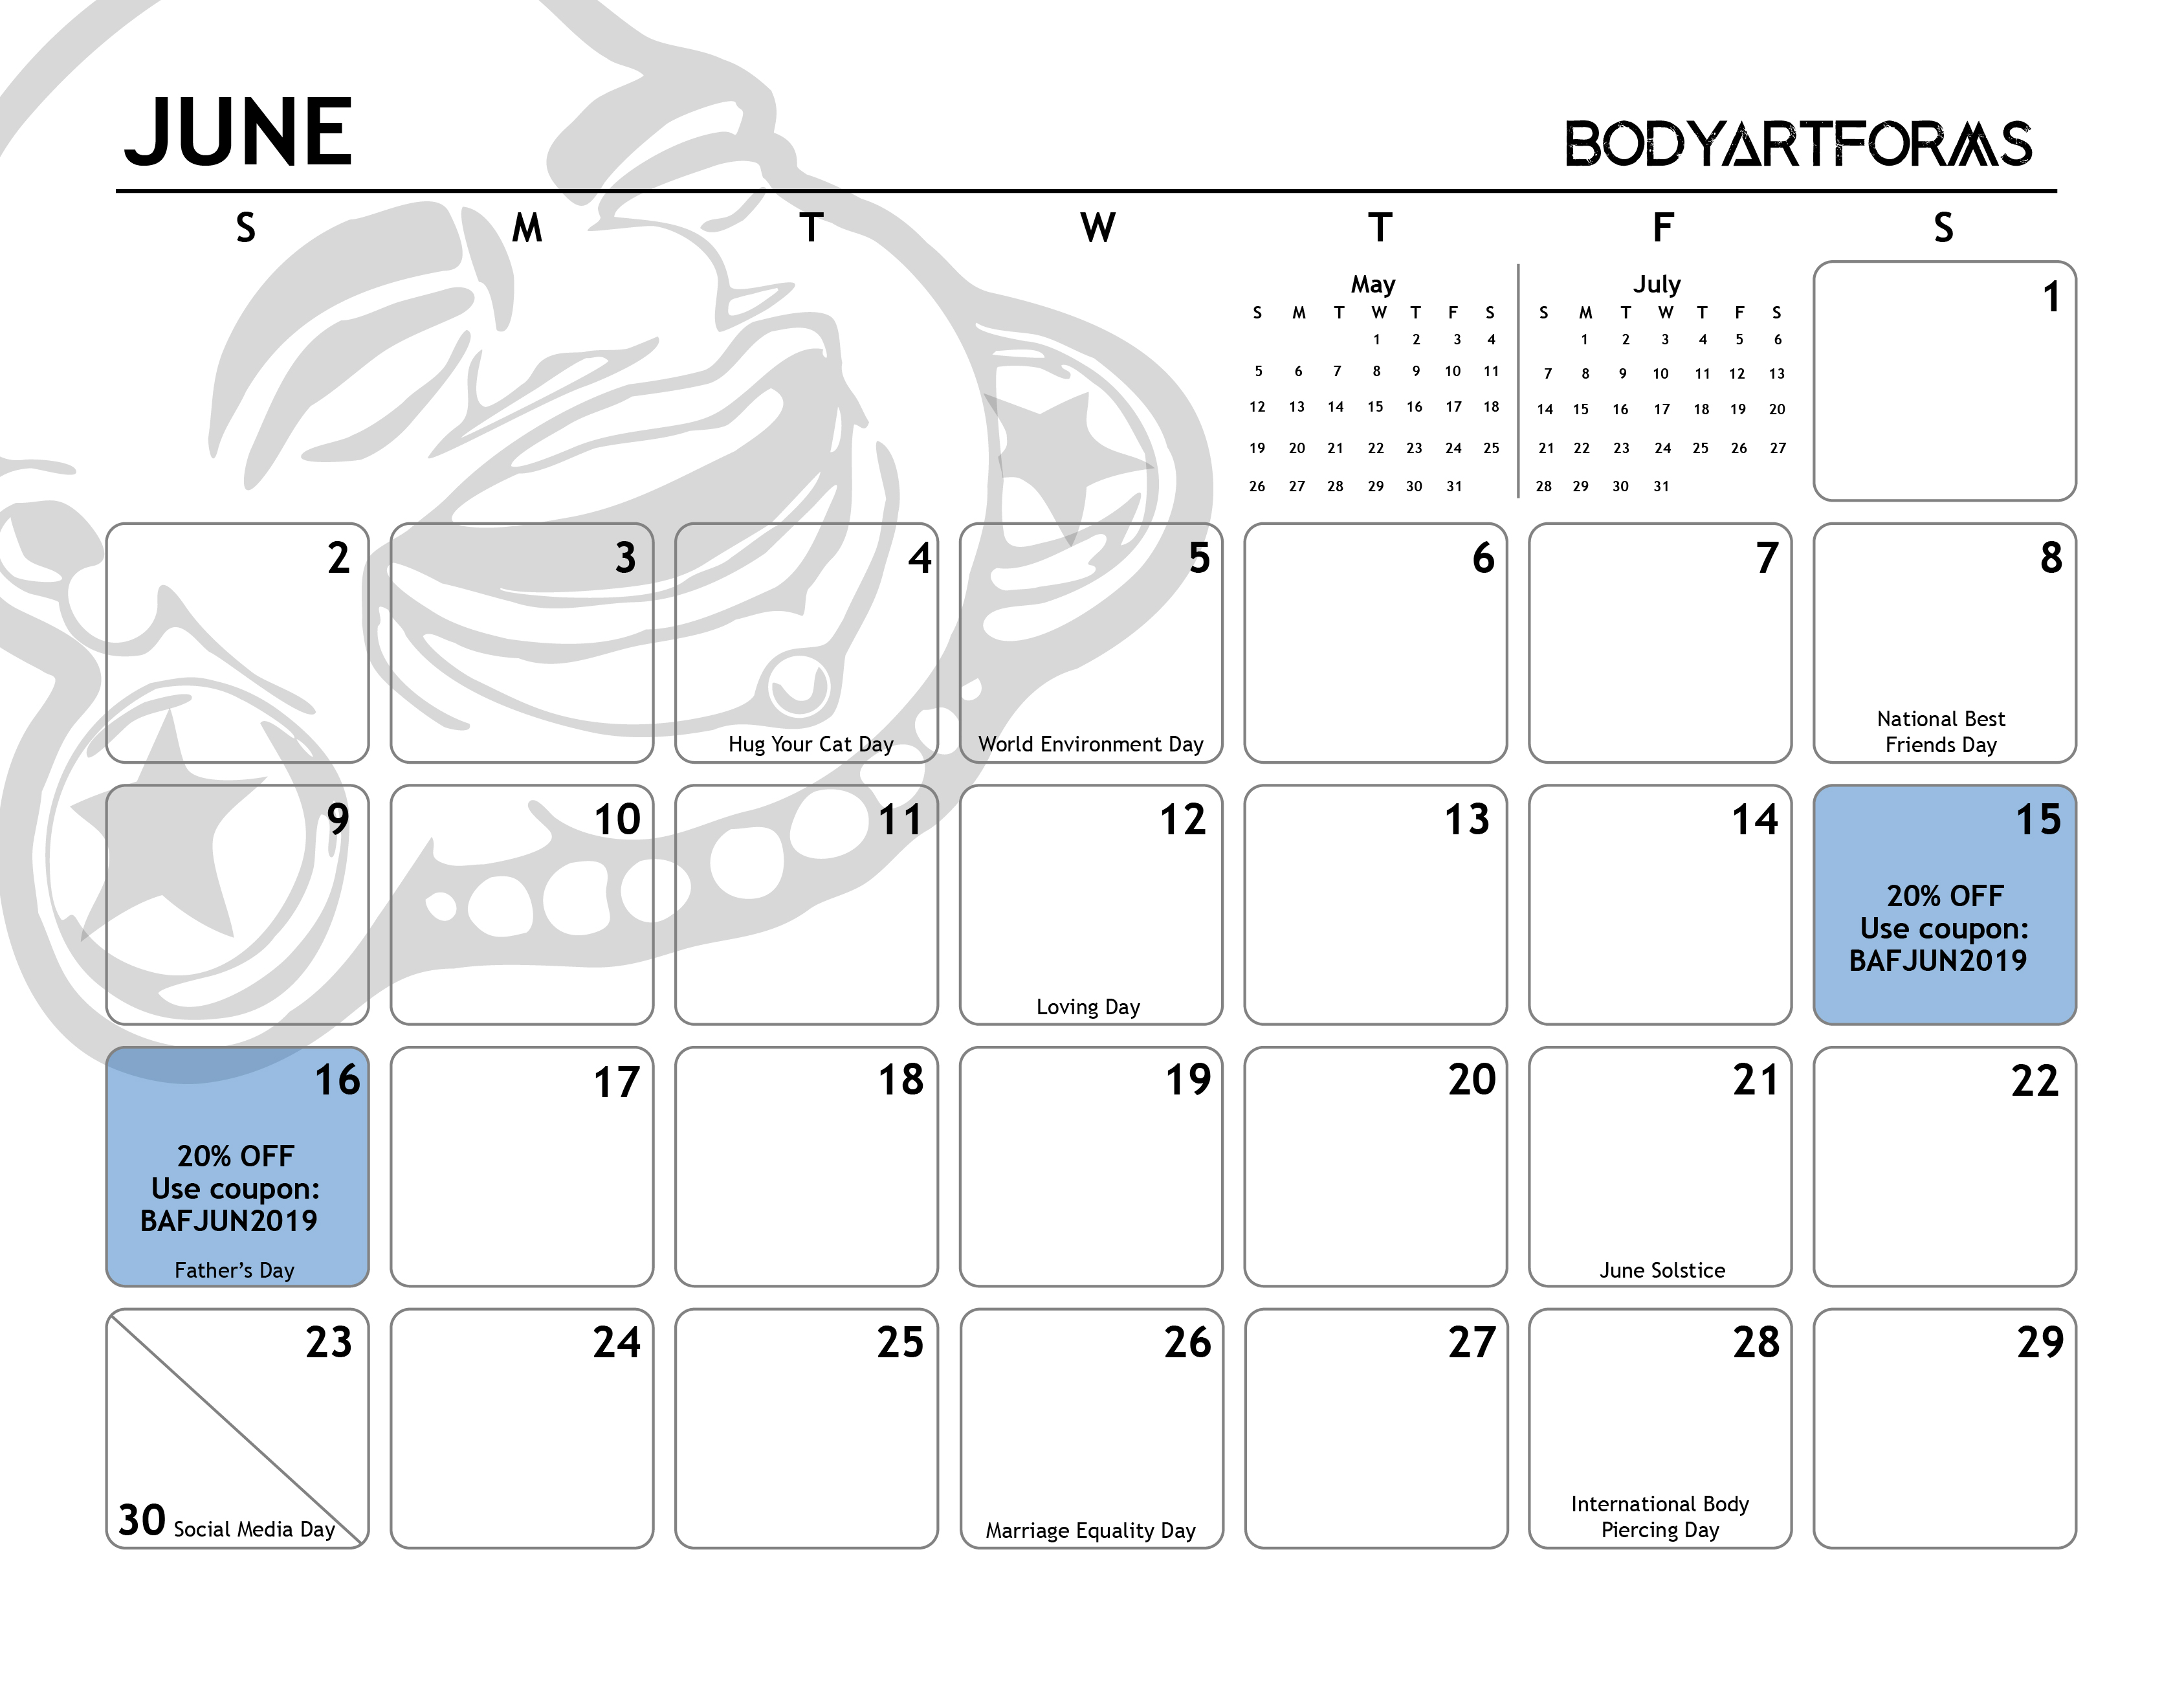 JUNE
BODYARTFORMS
S M T W T F S
May
S M T W T F S
1 2 3 4
5 6 7 8 9 10 11
12 13 14 15 16 17 18
19 20 21 22 23 24 25
26 27 28 29 30 31
July
S M T W T F S
1 2 3 4 5 6
7 8 9 10 11 12 13
14 15 16 17 18 19 20
21 22 23 24 25 26 27
28 29 30 31
1
2 3 4 5 6 7 8
Hug Your Cat Day
World Environment Day
National Best
Friends Day
9 10 11 12 13 14 15
Loving Day
20% OFF
Use coupon:
BAFJUN2019
16 17 18 19 20 21 22
20% OFF
Use coupon:
BAFJUN2019
Father's Day
June Solstice
23 24 25 26 27 28 29
30 Social Media Day
Marriage Equality Day
International Body
Piercing Day